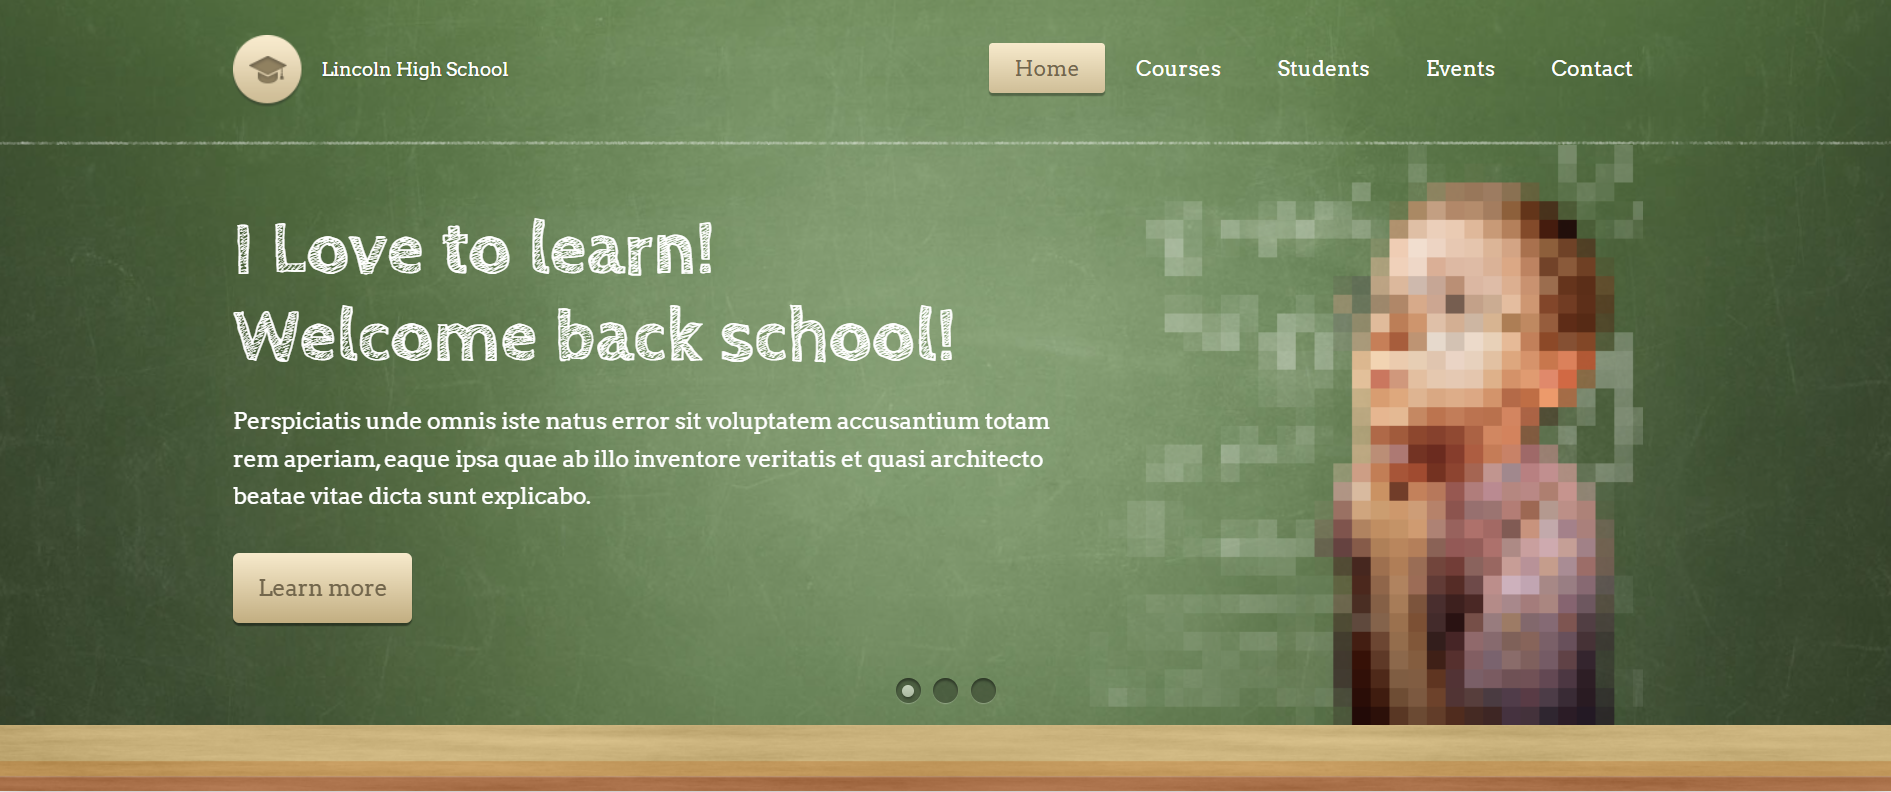 Lincoln High School
Home Courses Students Events Contact
I Love to learn!
Welcome back school!
Perspiciatis unde omnis iste natus error sit voluptatem accusantium totam
rem aperiam, eaque ipsa quae ab illo inventore veritatis et quasi architecto
beatae vitae dicta sunt explicabo.
Learn more